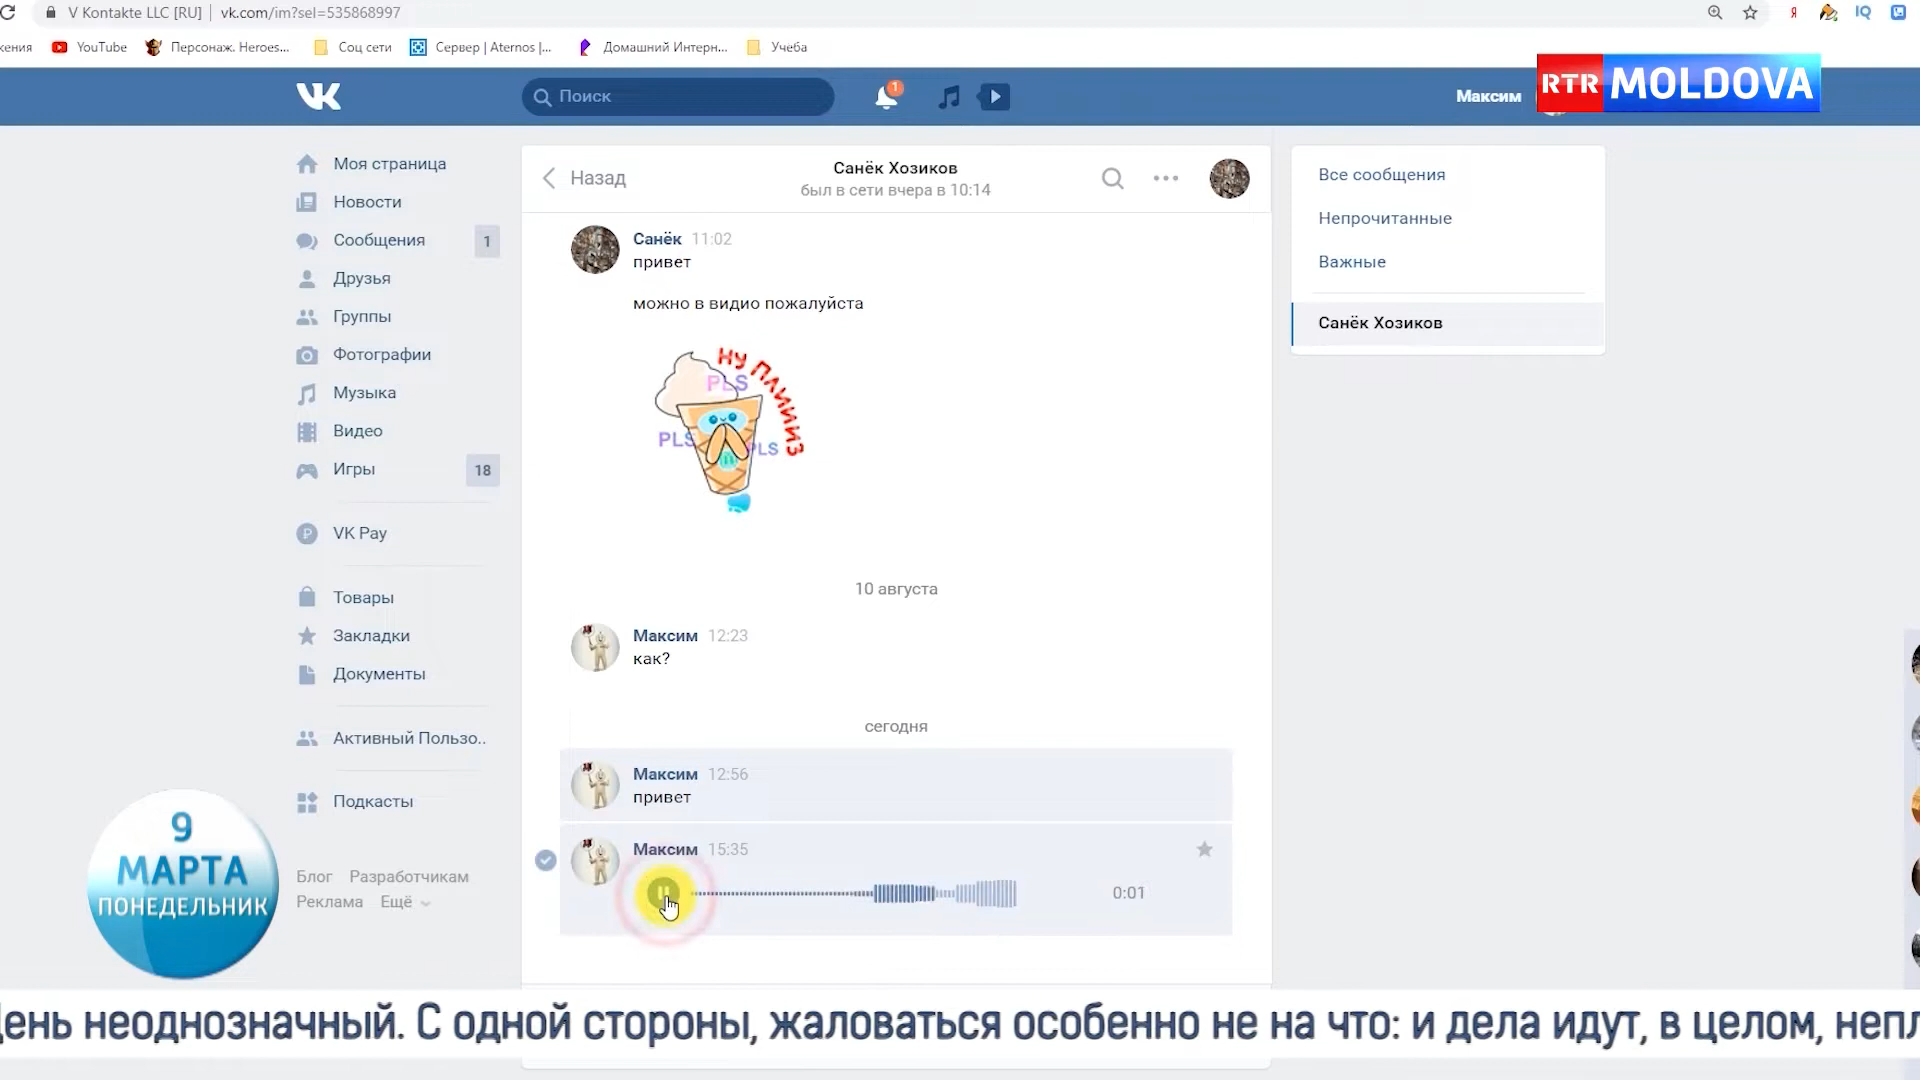 V Kontakte LLC [RU] | vk.com/im?sel=535868997
жения YouTube Персонаж. Heroes... Соц сети Сервер | Aternos |... Домашний Интерн... Учеба
Поиск
1
Максим
RTR MOLDOVA
Моя страница
Новости
Сообщения 1
Друзья
Группы
Фотографии
Музыка
Видео
Игры 18
VK Pay
Товары
Закладки
Документы
Активный Пользо..
Подкасты
Блог Разработчикам
Реклама Ещё
Назад
Санёк Хозиков
был в сети вчера в 10:14
Санёк 11:02
привет
можно в видио пожалуйста
НУ ПЛИИИЗ
PLS
PLS
PLS
10 августа
Максим 12:23
как?
сегодня
Максим 12:56
привет
Максим 15:35
0:01
Все сообщения
Непрочитанные
Важные
Санёк Хозиков
9
МАРТА
ПОНЕДЕЛЬНИК
День неоднозначный. С одной стороны, жаловаться особенно не на что: и дела идут, в целом, непл